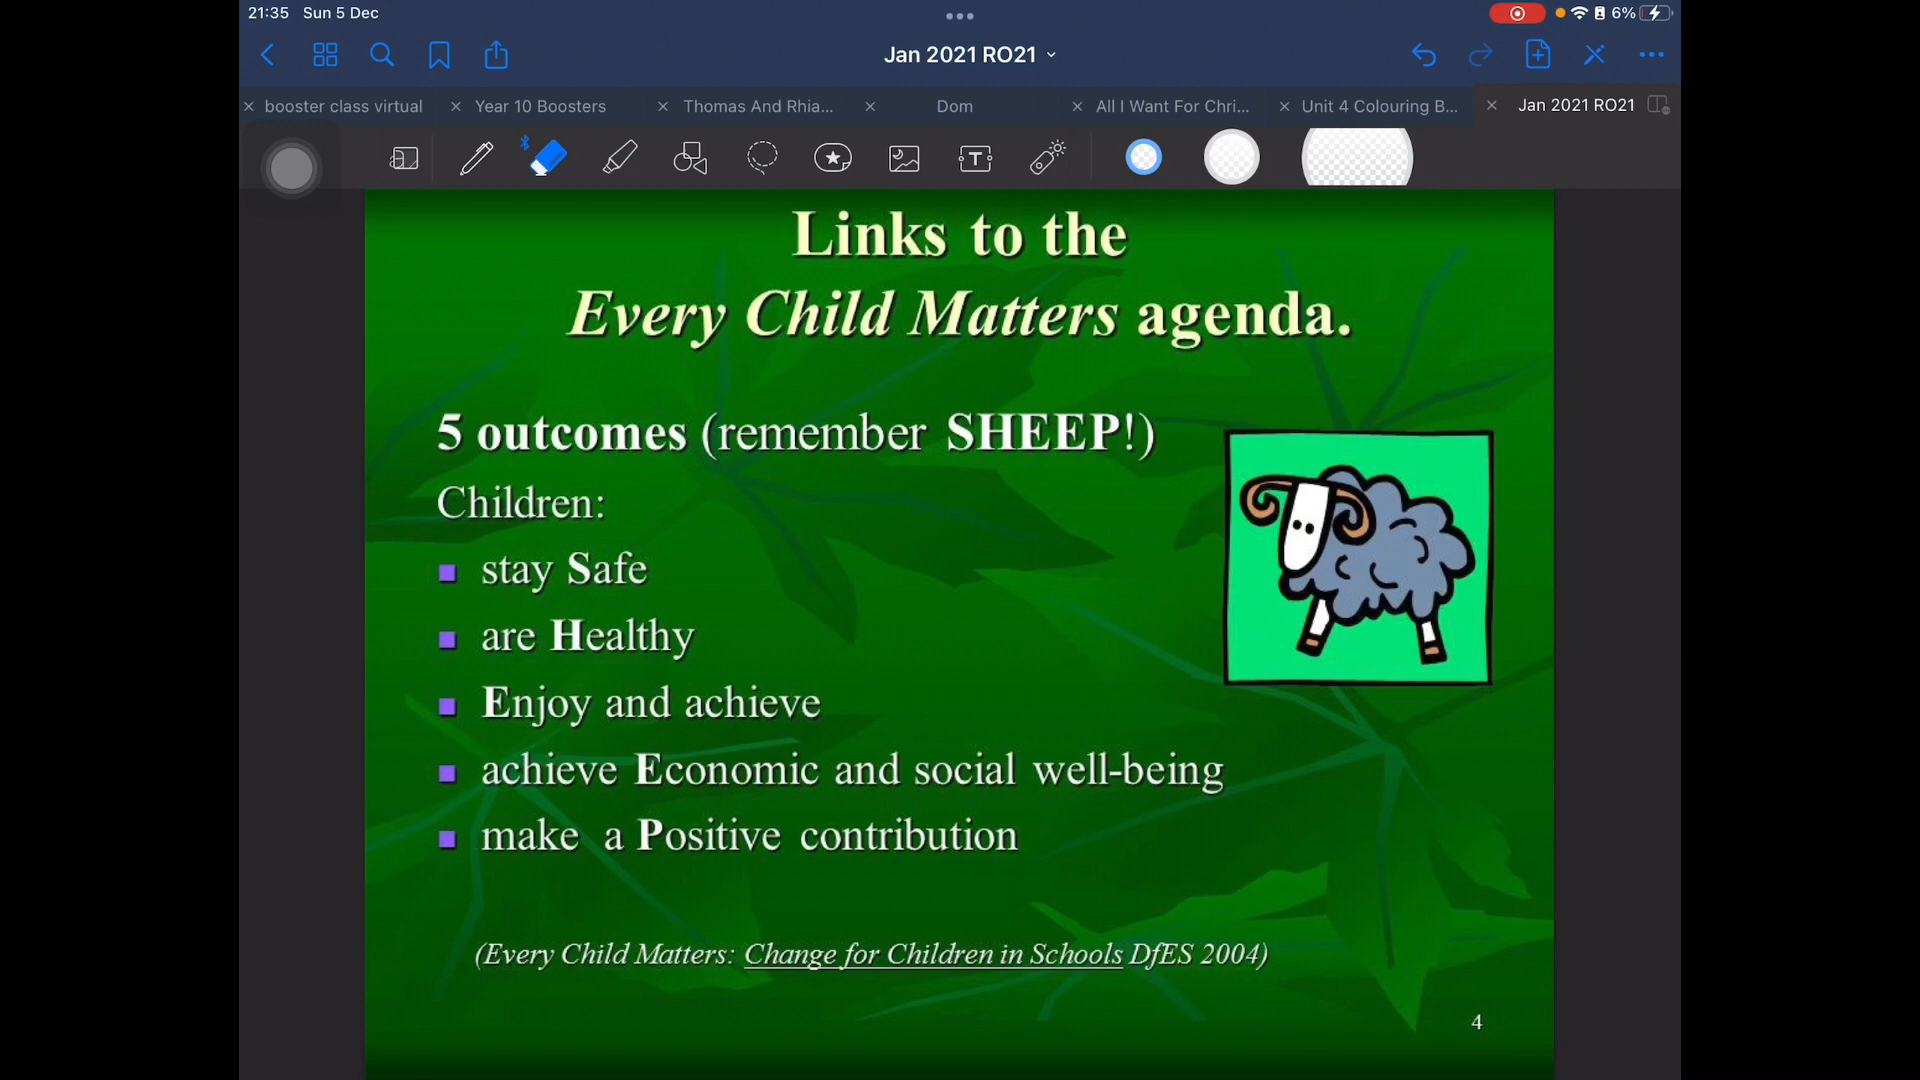 21:35 Sun 5 Dec
6%
Jan 2021 RO21
booster class virtual
Year 10 Boosters
Thomas And Rhia...
Dom
All I Want For Chri...
Unit 4 Colouring B...
Jan 2021 RO21
T
Links to the
Every Child Matters agenda.
5 outcomes (remember SHEEP!)
Children:
stay Safe
are Healthy
Enjoy and achieve
achieve Economic and social well-being
make a Positive contribution
(Every Child Matters: Change for Children in Schools DfES 2004)
4